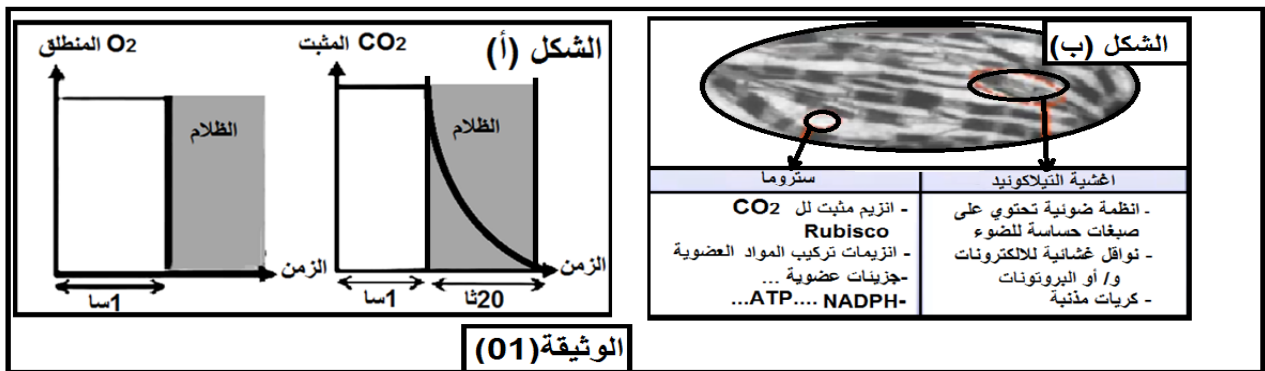 الشكل (أ)
CO2 المثبت
O2 المنطلق
الظلام
الظلام
الزمن
الزمن
1سا
20ثا
1سا
الشكل (ب)
اغشية التيلاكوئيد
ستروما
- انظمة ضوئية تحتوي على
صبغات حساسة للضوء
- نواقل غشائية للالكترونات
و/ أو البروتونات
- كريات مذنبة
- انزيم مثبت لل CO2
Rubisco
- انزيمات تركيب المواد العضوية
-جزيئات عضوية ...
-NADPH ....ATP...
الوثيقة(01)